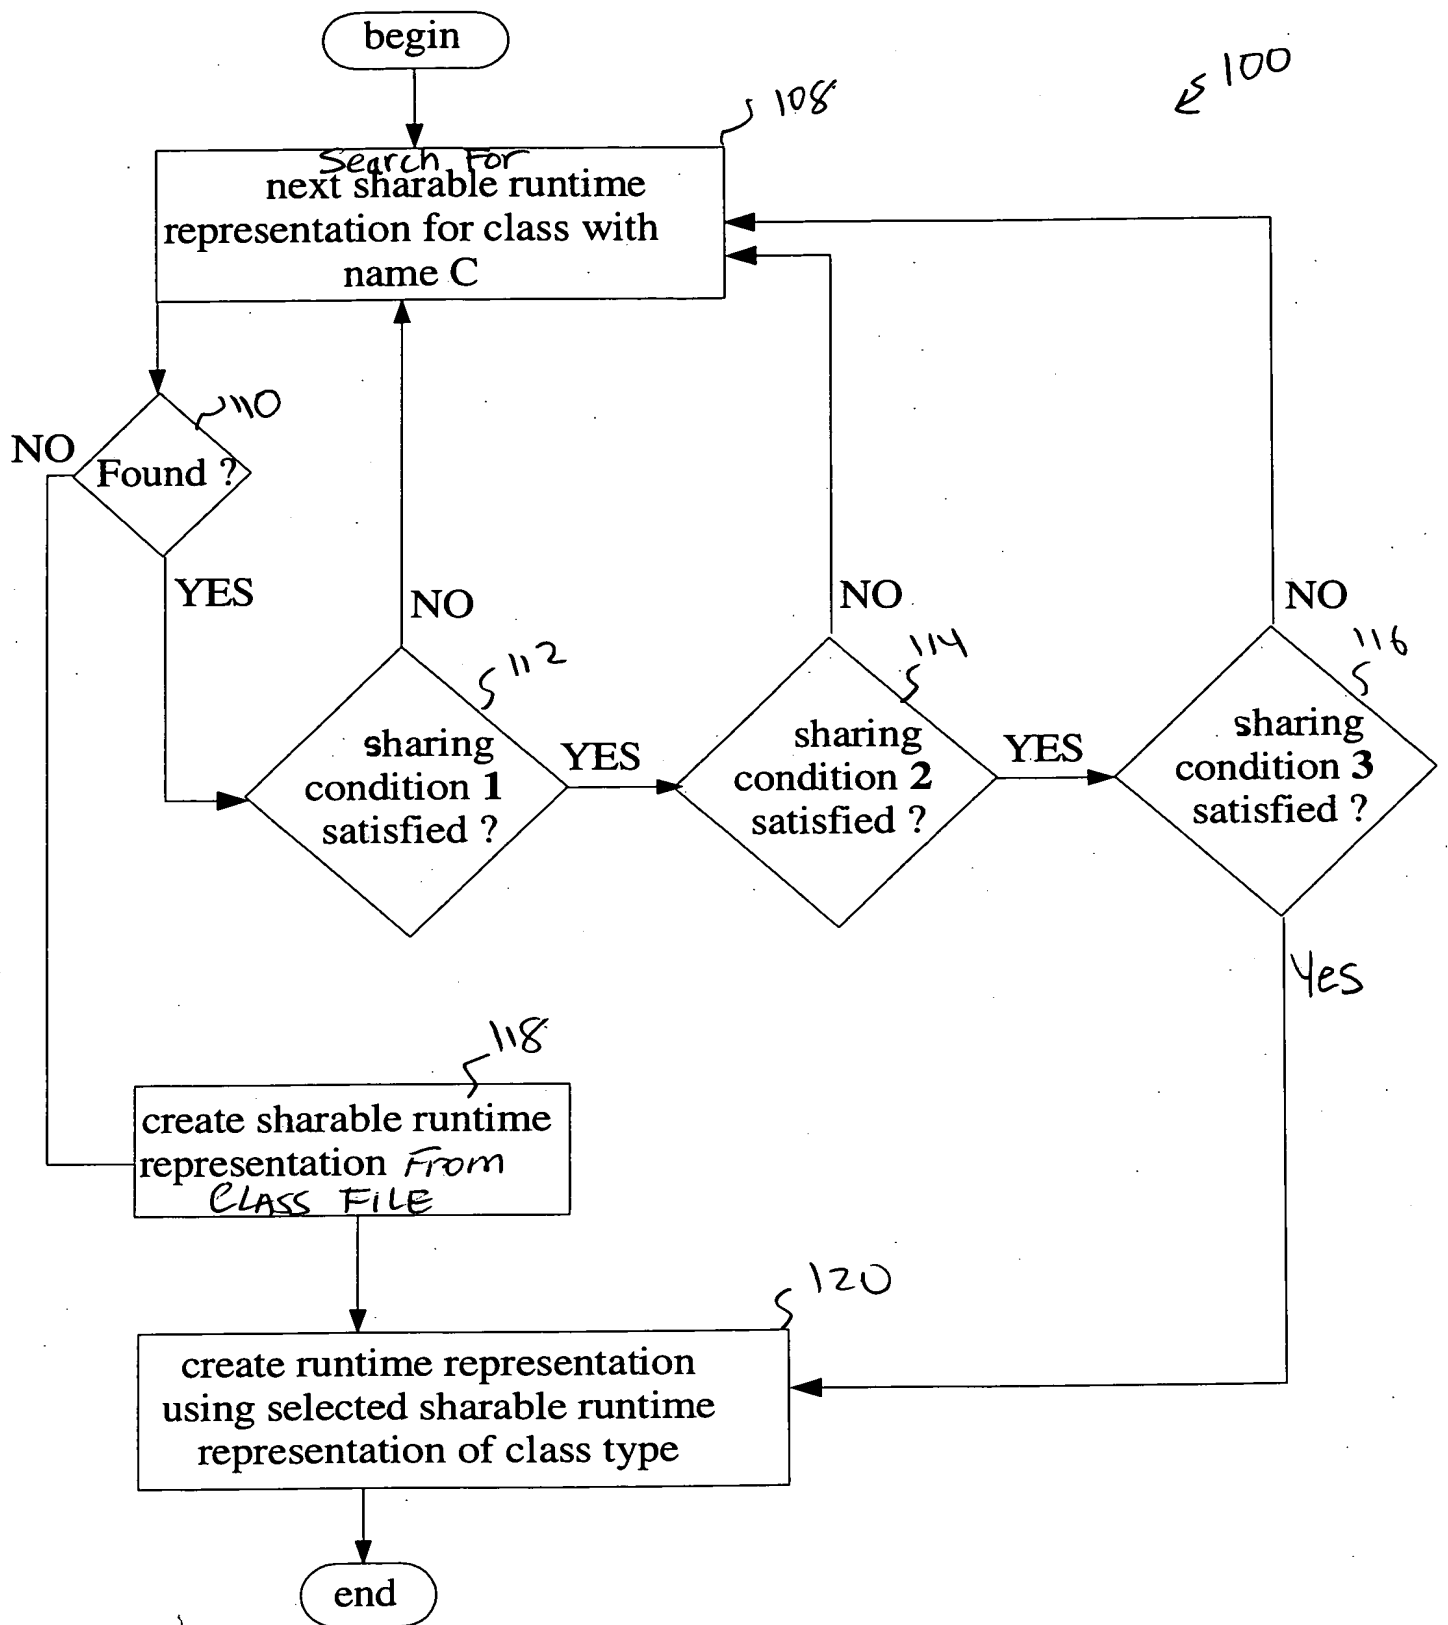 begin
100
108
Search For
next sharable runtime
representation for class with
name C
110
NO
Found ?
YES
NO
NO
NO
112
114
116
sharing
condition 1
satisfied ?
YES
sharing
condition 2
satisfied ?
YES
sharing
condition 3
satisfied ?
Yes
118
create sharable runtime
representation From
CLASS FILE
120
create runtime representation
using selected sharable runtime
representation of class type
end